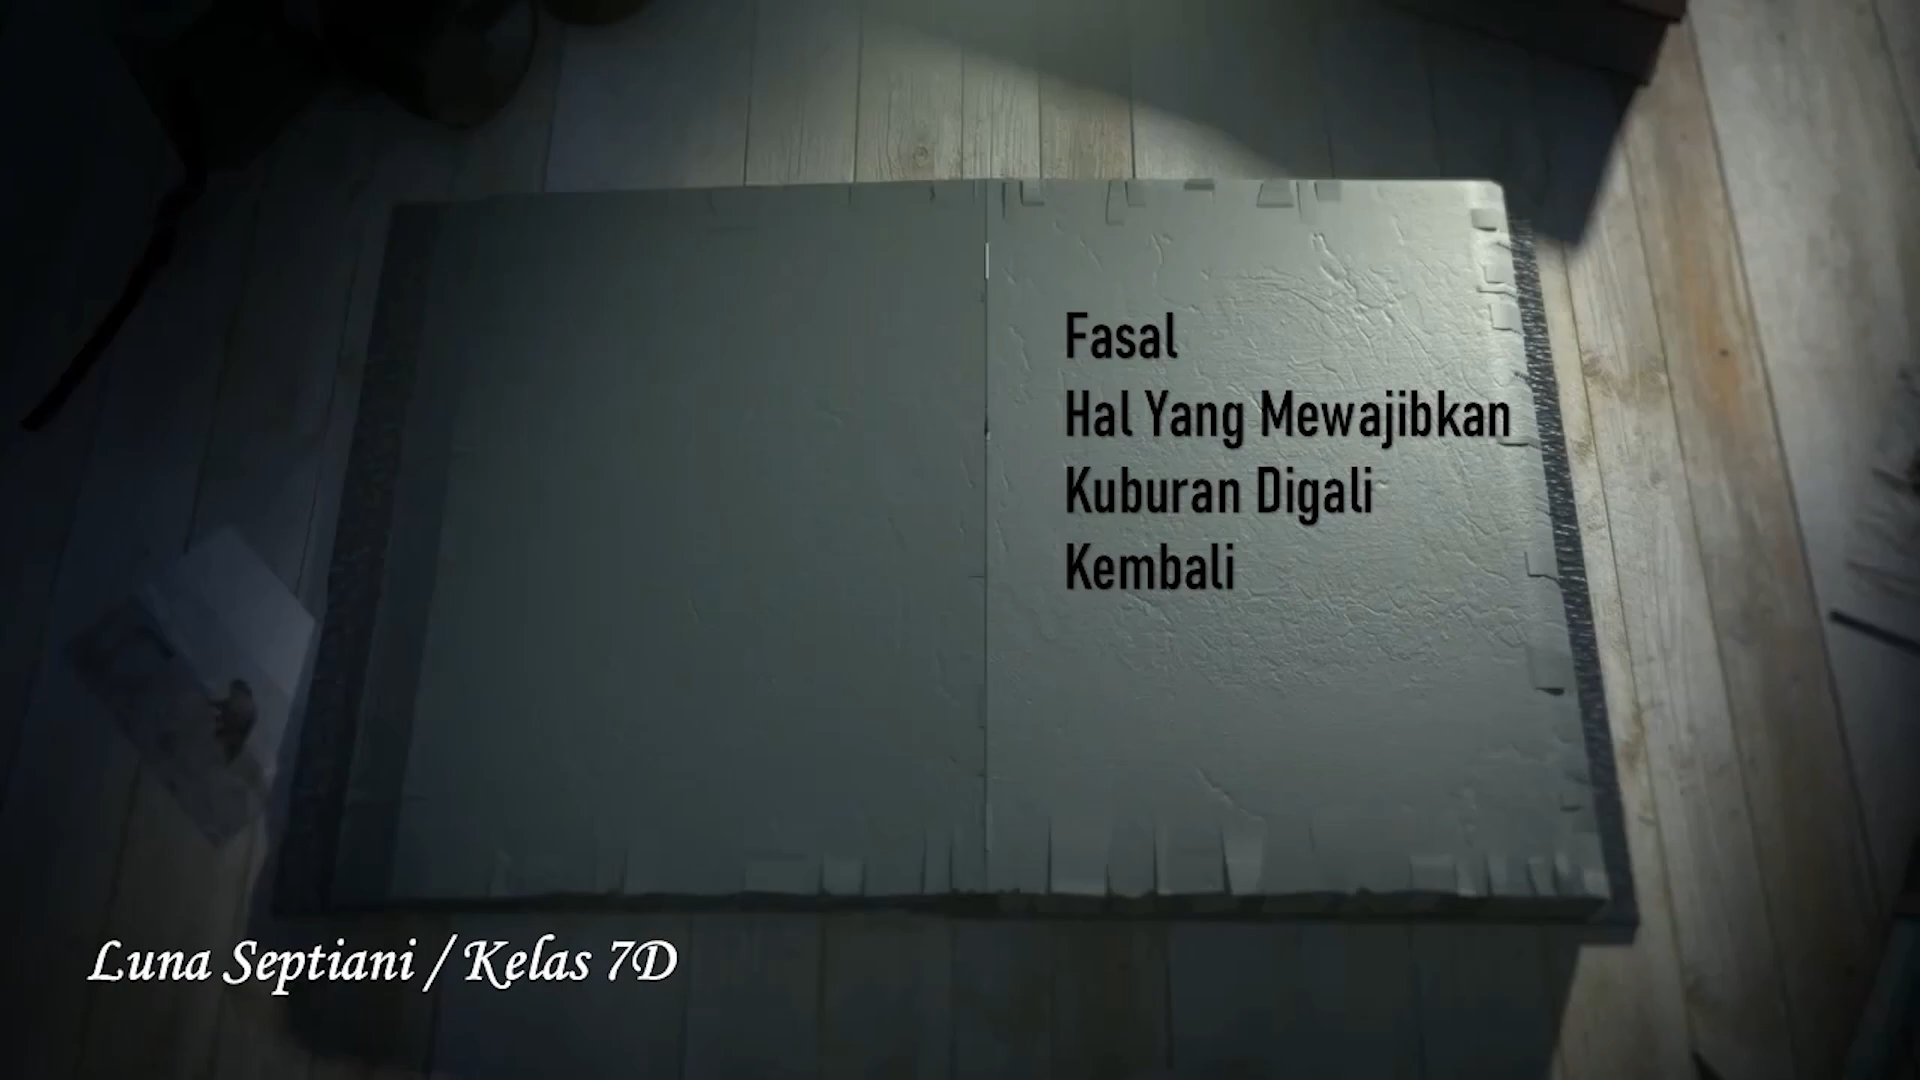 Fasal
Hal Yang Mewajibkan
Kuburan Digali
Kembali
Luna Septiani / Kelas 7D